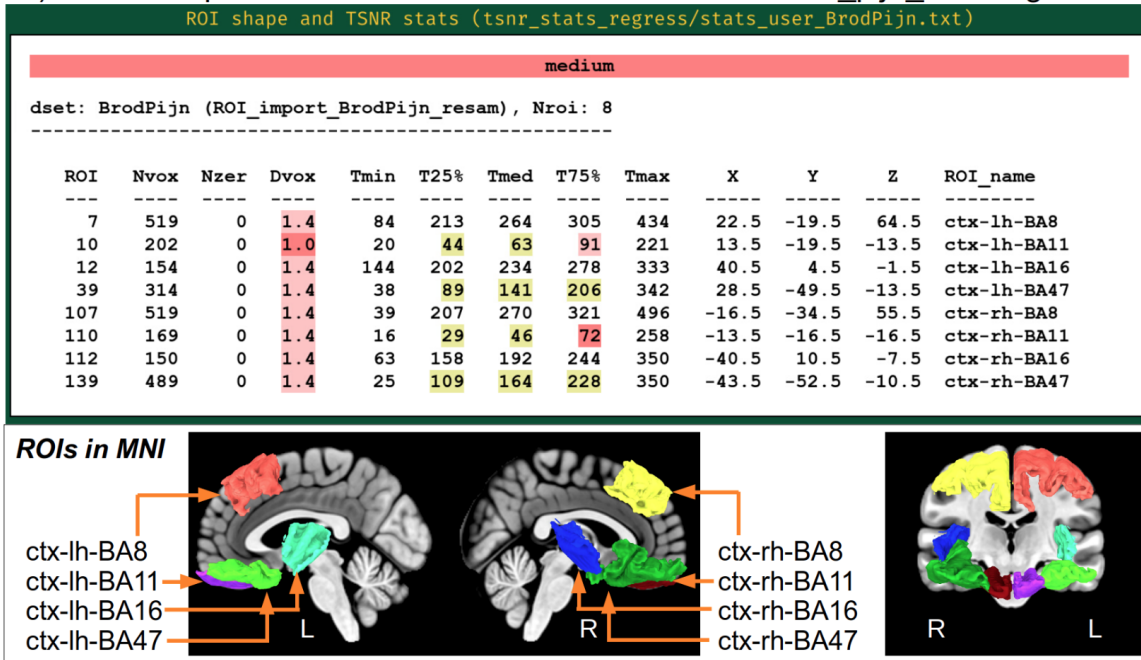 ROI shape and TSNR stats (tsnr_stats_regress/stats_user_BrodPijn.txt)
medium
dset: BrodPijn (ROI_import_BrodPijn_resam), Nroi: 8
----------------------------------------------------
ROI Nvox Nzer Dvox Tmin T25% Tmed T75% Tmax X Y Z ROI_name
--- ---- ---- ---- ---- ---- ---- ---- ---- ---- ---- ---- --------
7 519 0 1.4 84 213 264 305 434 22.5 -19.5 64.5 ctx-lh-BA8
10 202 0 1.0 20 44 63 91 221 13.5 -19.5 -13.5 ctx-lh-BA11
12 154 0 1.4 144 202 234 278 333 40.5 4.5 -1.5 ctx-lh-BA16
39 314 0 1.4 38 89 141 206 342 28.5 -49.5 -13.5 ctx-lh-BA47
107 519 0 1.4 39 207 270 321 496 -16.5 -34.5 55.5 ctx-rh-BA8
110 169 0 1.4 16 29 46 72 258 -13.5 -16.5 -16.5 ctx-rh-BA11
112 150 0 1.4 63 158 192 244 350 -40.5 10.5 -7.5 ctx-rh-BA16
139 489 0 1.4 25 109 164 228 350 -43.5 -52.5 -10.5 ctx-rh-BA47
ROIs in MNI
ctx-lh-BA8
ctx-lh-BA11
ctx-lh-BA16
ctx-lh-BA47
L
R
ctx-rh-BA8
ctx-rh-BA11
ctx-rh-BA16
ctx-rh-BA47
R
L